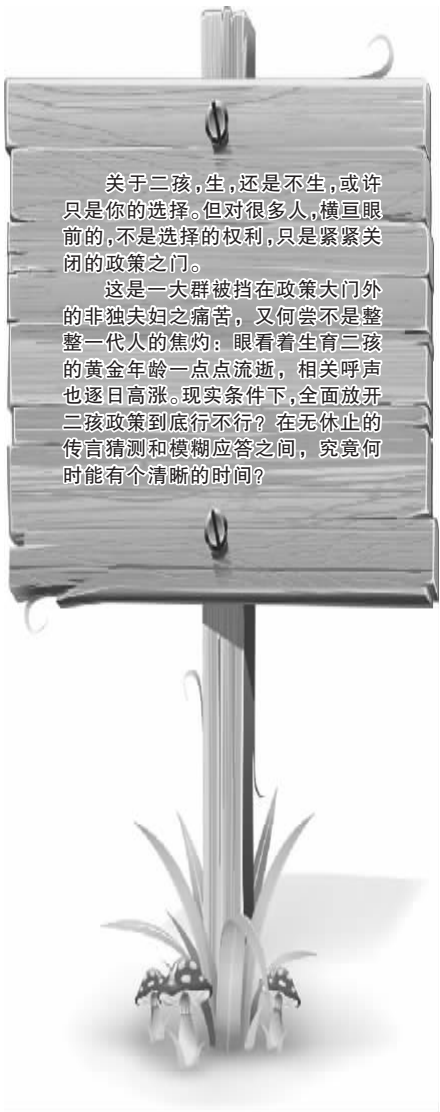 关于二孩,生,还是不生,或许
只是你的选择。但对很多人,横亘眼
前的,不是选择的权利,只是紧紧关
闭的政策之门。
这是一大群被挡在政策大门外
的非独夫妇之痛苦，又何尝不是整
整一代人的焦灼：眼看着生育二孩
的黄金年龄一点点流逝，相关呼声
也逐日高涨。现实条件下,全面放开
二孩政策到底行不行？在无休止的
传言猜测和模糊应答之间，究竟何
时能有个清晰的时间？